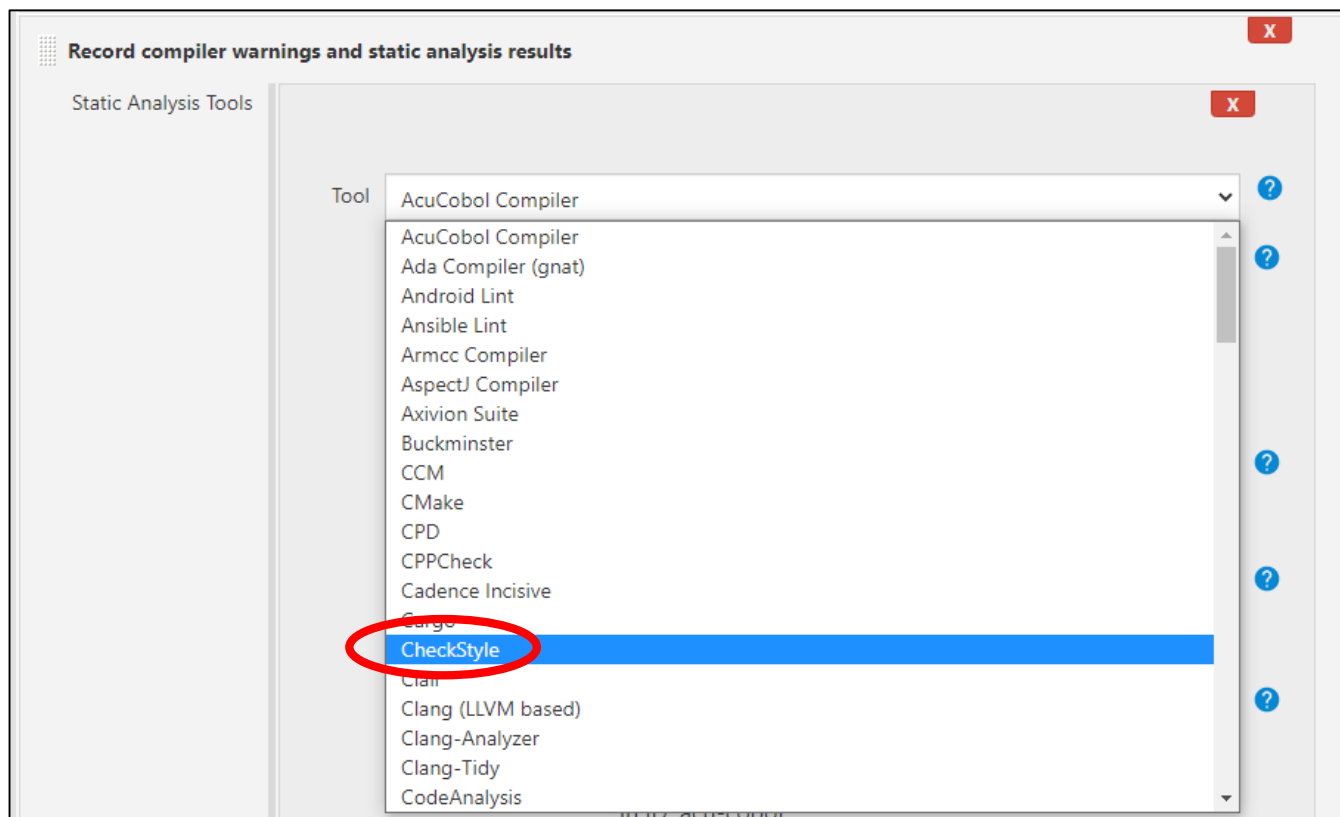 Record compiler warnings and static analysis results
X
Static Analysis Tools
X
Tool
AcuCobol Compiler
?
AcuCobol Compiler
Ada Compiler (gnat)
?
Android Lint
Ansible Lint
Armcc Compiler
AspectJ Compiler
Axivion Suite
Buckminster
CCM
?
CMake
CPD
CPPCheck
Cadence Incisive
?
Cargo
CheckStyle
Clair
Clang (LLVM based)
?
Clang-Analyzer
Clang-Tidy
CodeAnalysis